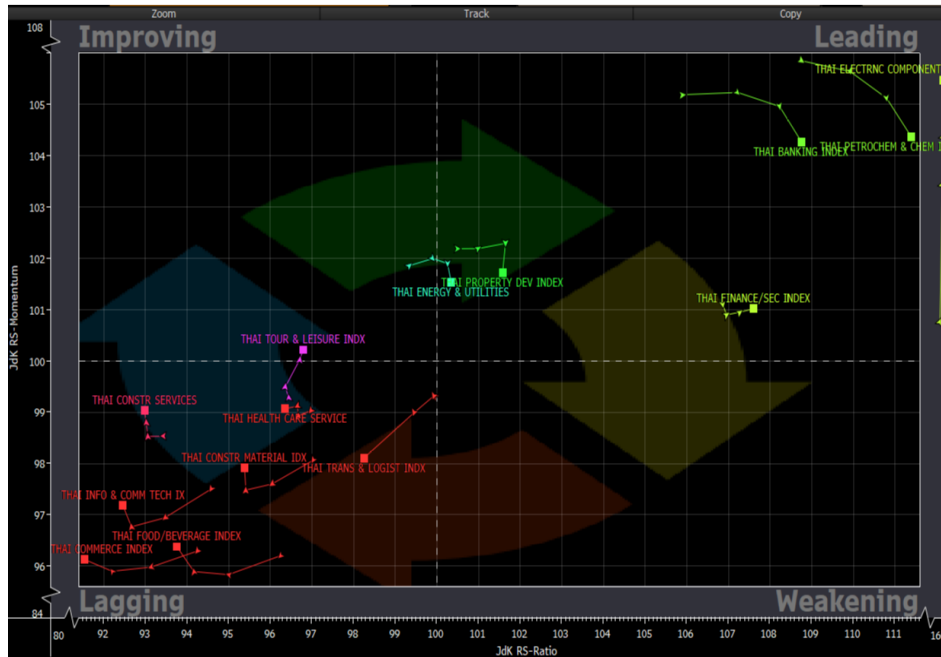 Zoom Track Copy
108
Improving Leading
THAI ELECTRNC COMPONENT
105
104
THAI BANKING INDEX THAI PETROCHEM & CHEM I
103
102
THAI PROPERTY DEV INDEX
THAI ENERGY & UTILITIES
THAI FINANCE/SEC INDEX
101
JdK RS-Momentum
THAI TOUR & LEISURE INDX
100
THAI CONSTR SERVICES
99
THAI HEALTH CARE SERVICE
THAI CONSTR MATERIAL IDX
98
THAI TRANS & LOGIST INDX
THAI INFO & COMM TECH IX
97
THAI FOOD/BEVERAGE INDEX
THAI COMMERCE INDEX
96
Lagging Weakening
84
80 92 93 94 95 96 97 98 99 100 101 102 103 104 105 106 107 108 109 110 111 16
JdK RS-Ratio